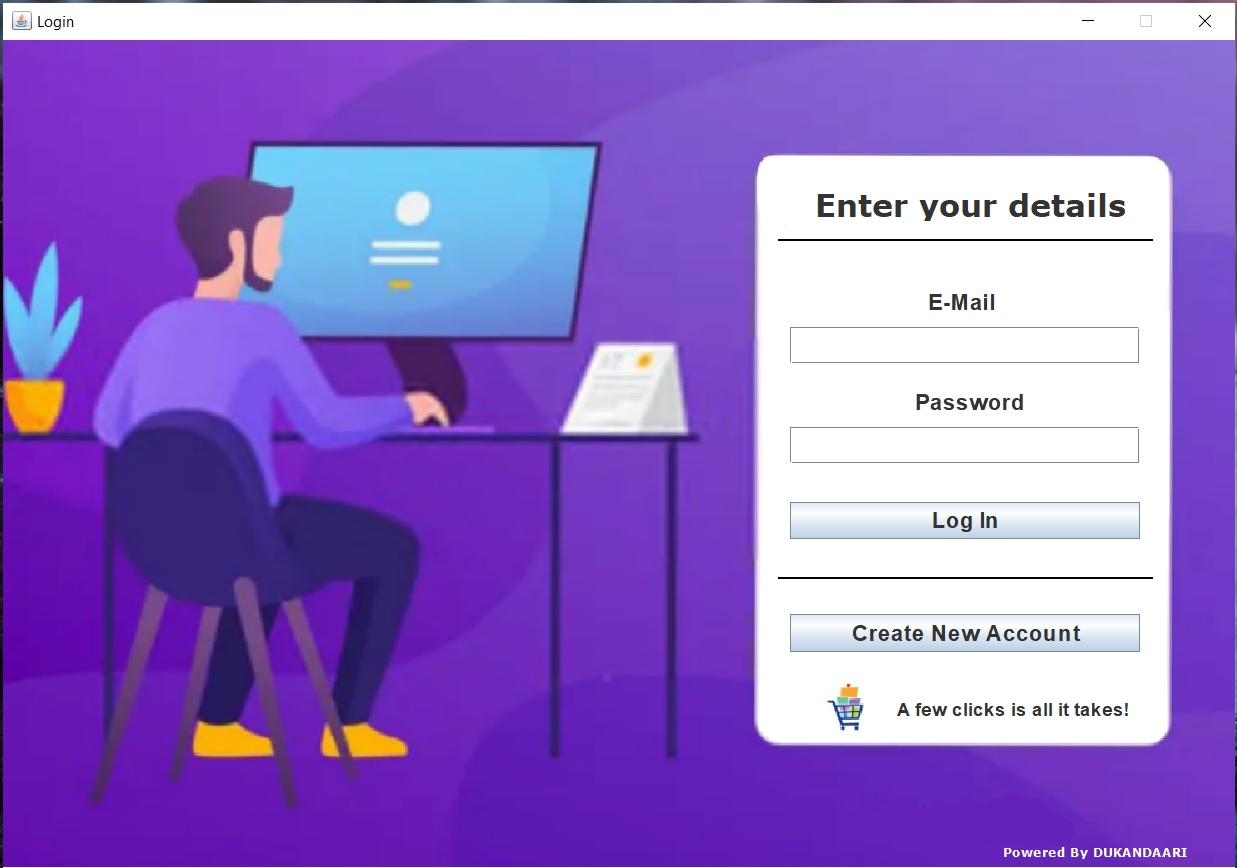 Login
Enter your details
E-Mail
Password
Log In
Create New Account
A few clicks is all it takes!
Powered By DUKANDAARI